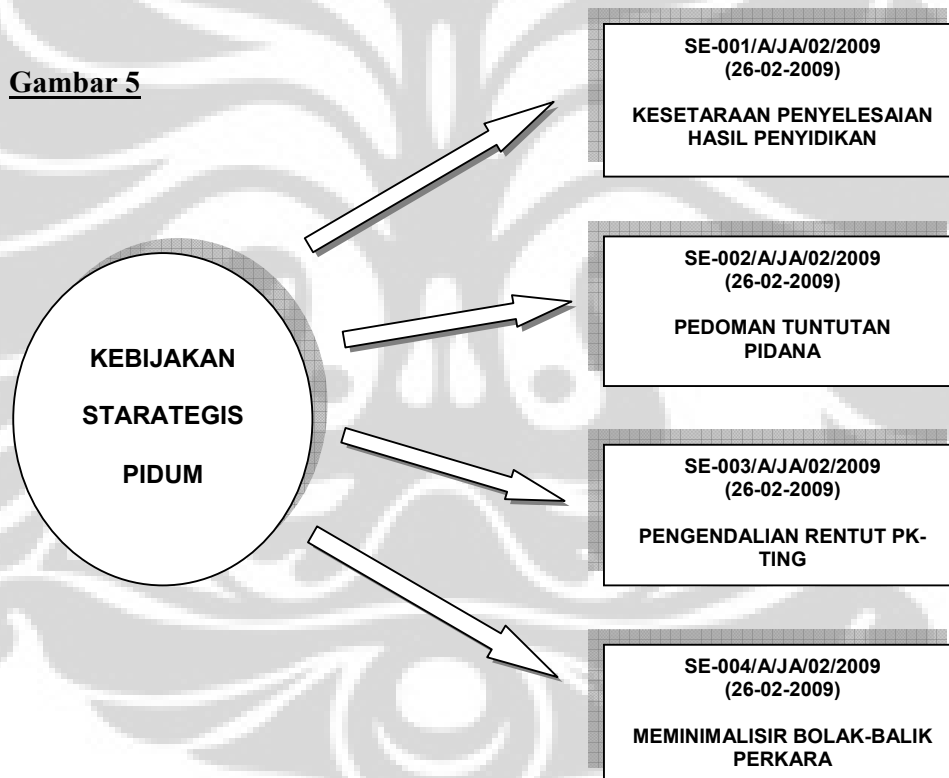 Gambar 5
KEBIJAKAN
STARATEGIS
PIDUM
SE-001/A/JA/02/2009
(26-02-2009)
KESETARAAN PENYELESAIAN
HASIL PENYIDIKAN
SE-002/A/JA/02/2009
(26-02-2009)
PEDOMAN TUNTUTAN
PIDANA
SE-003/A/JA/02/2009
(26-02-2009)
PENGENDALIAN RENTUT PK-
TING
SE-004/A/JA/02/2009
(26-02-2009)
MEMINIMALISIR BOLAK-BALIK
PERKARA